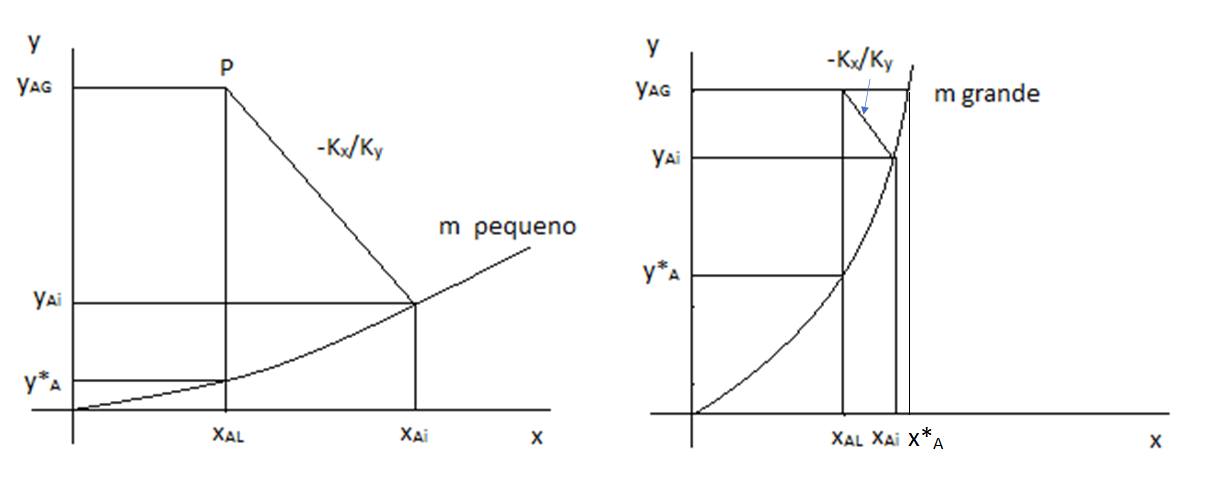 y
P
yAG
-Kx/Ky
m pequeno
yAi
y*A
xAL
xAi
x
y
-Kx/Ky
yAG
m grande
yAi
y*A
xAL
xAi
x*A
x